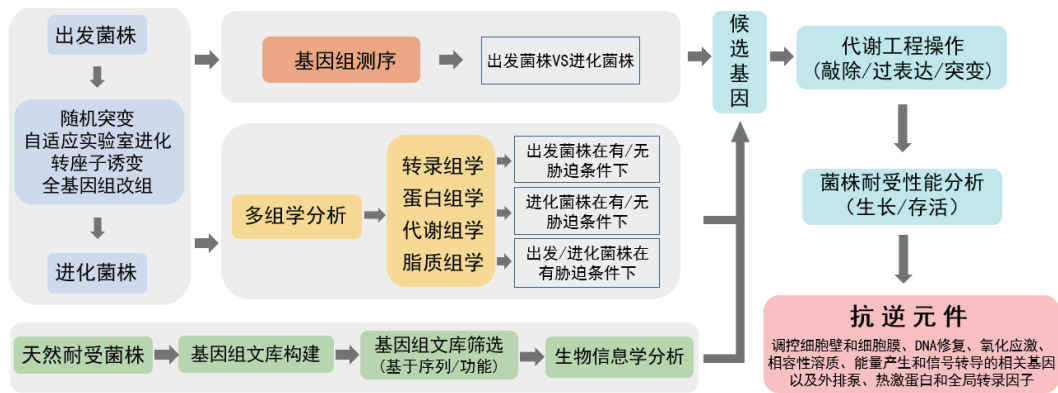 出发菌株
随机突变
自适应实验室进化
转座子诱变
全基因组改组
进化菌株
基因组测序
出发菌株VS进化菌株
多组学分析
转录组学
蛋白组学
代谢组学
脂质组学
出发菌株在有/无
胁迫条件下
进化菌株在有/无
胁迫条件下
出发/进化菌株在
有胁迫条件下
天然耐受菌株
基因组文库构建
基因组文库筛选
(基于序列/功能)
生物信息学分析
候选基因
代谢工程操作
(敲除/过表达/突变)
菌株耐受性能分析
（生长/存活）
抗逆元件
调控细胞壁和细胞膜、DNA修复、氧化应激、
相容性溶质、能量产生和信号转导的相关基因
以及外排泵、热激蛋白和全局转录因子